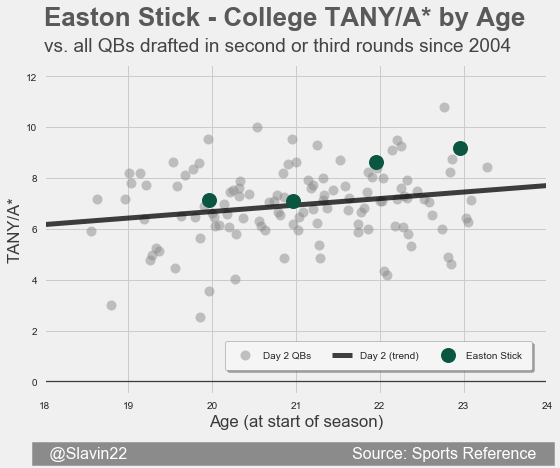 Easton Stick - College TANY/A* by Age
vs. all QBs drafted in second or third rounds since 2004
12
10
8
6
4
2
0
TANY/A*
Day 2 QBs
Day 2 (trend)
Easton Stick
18
19
20
21
22
23
24
Age (at start of season)
@Slavin22
Source: Sports Reference